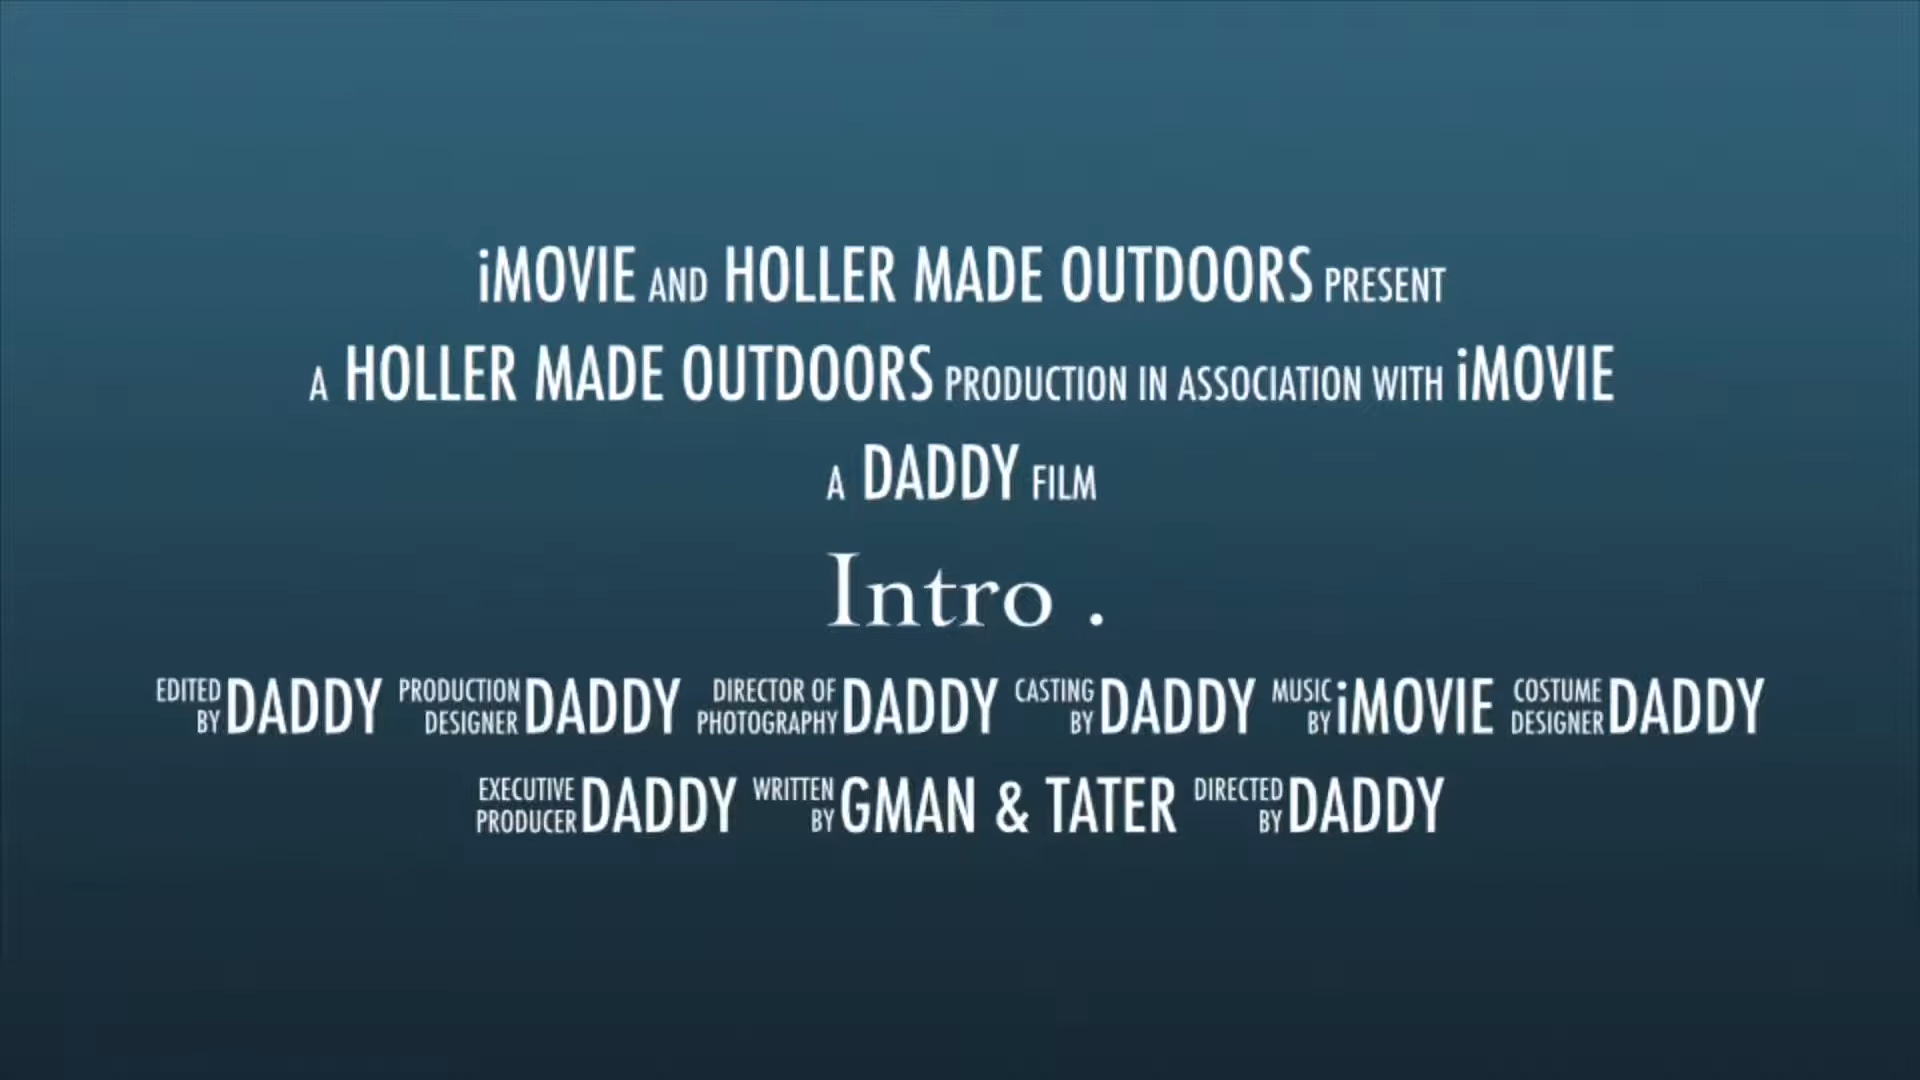 iMOVIE AND HOLLER MADE OUTDOORS PRESENT
A HOLLER MADE OUTDOORS PRODUCTION IN ASSOCIATION WITH iMOVIE
A DADDY FILM
Intro .
EDITED BY DADDY PRODUCTION DESIGNER DADDY DIRECTOR OF PHOTOGRAPHY DADDY CASTING BY DADDY MUSIC BY iMOVIE COSTUME DESIGNER DADDY
EXECUTIVE PRODUCER DADDY WRITTEN BY GMAN & TATER DIRECTED BY DADDY